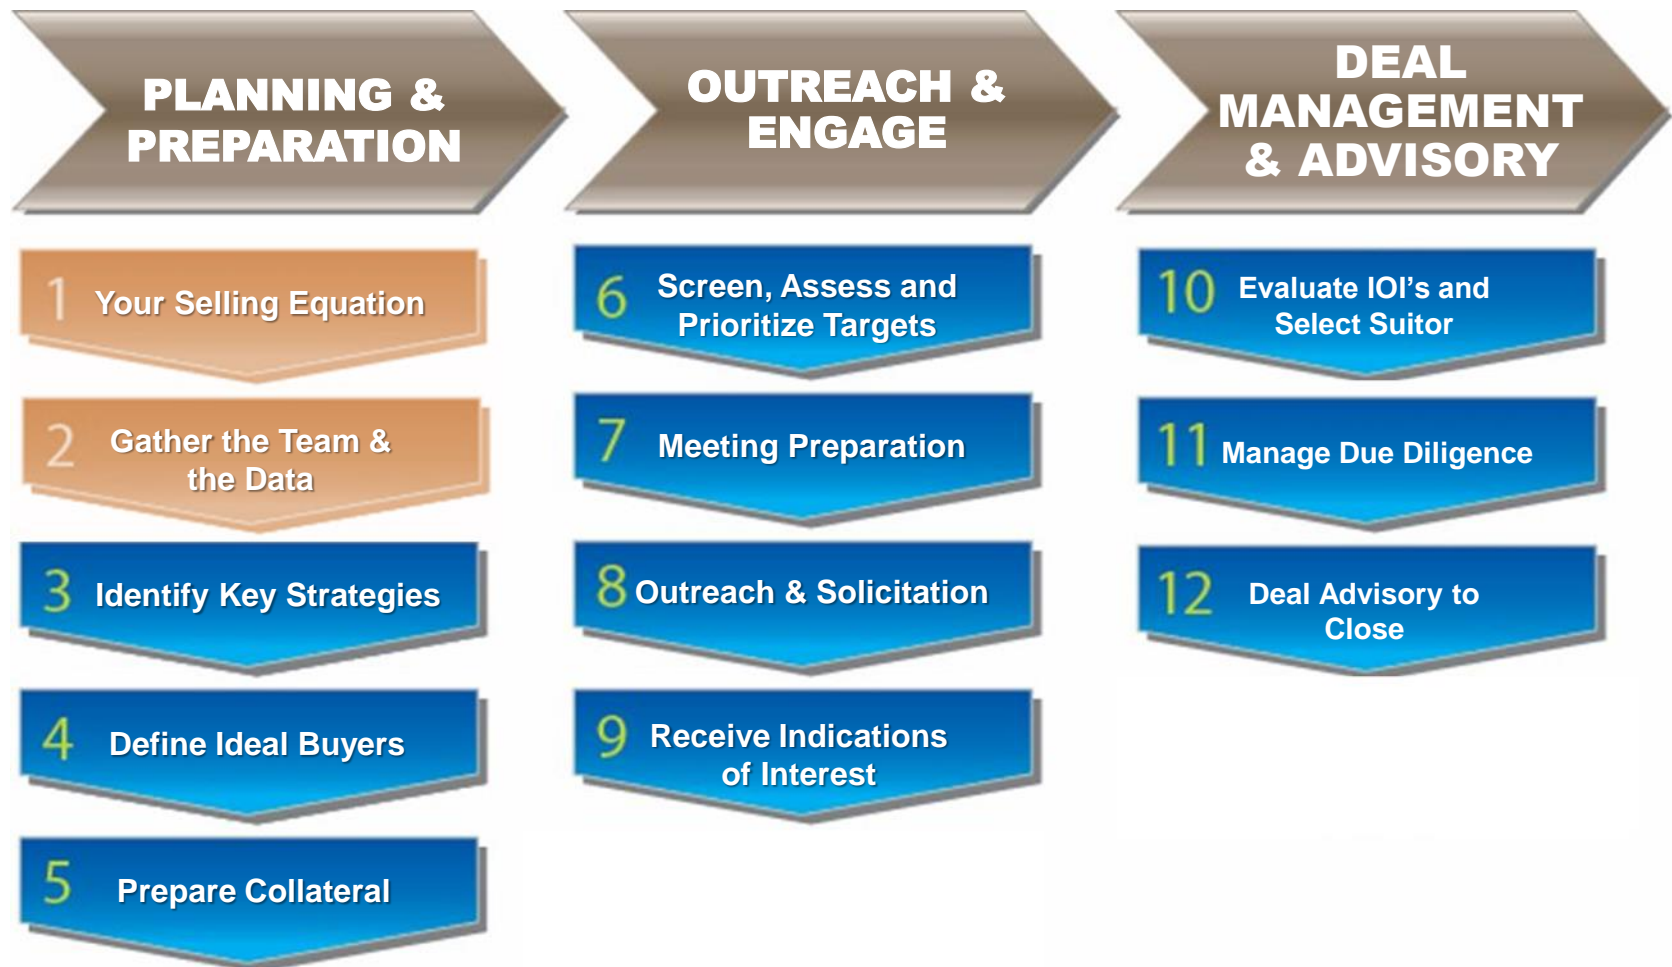 PLANNING &
PREPARATION
OUTREACH &
ENGAGE
DEAL
MANAGEMENT
& ADVISORY
1 Your Selling Equation
2 Gather the Team &
the Data
3 Identify Key Strategies
4 Define Ideal Buyers
5 Prepare Collateral
6 Screen, Assess and
Prioritize Targets
7 Meeting Preparation
8 Outreach & Solicitation
9 Receive Indications
of Interest
10 Evaluate IOI's and
Select Suitor
11 Manage Due Diligence
12 Deal Advisory to
Close